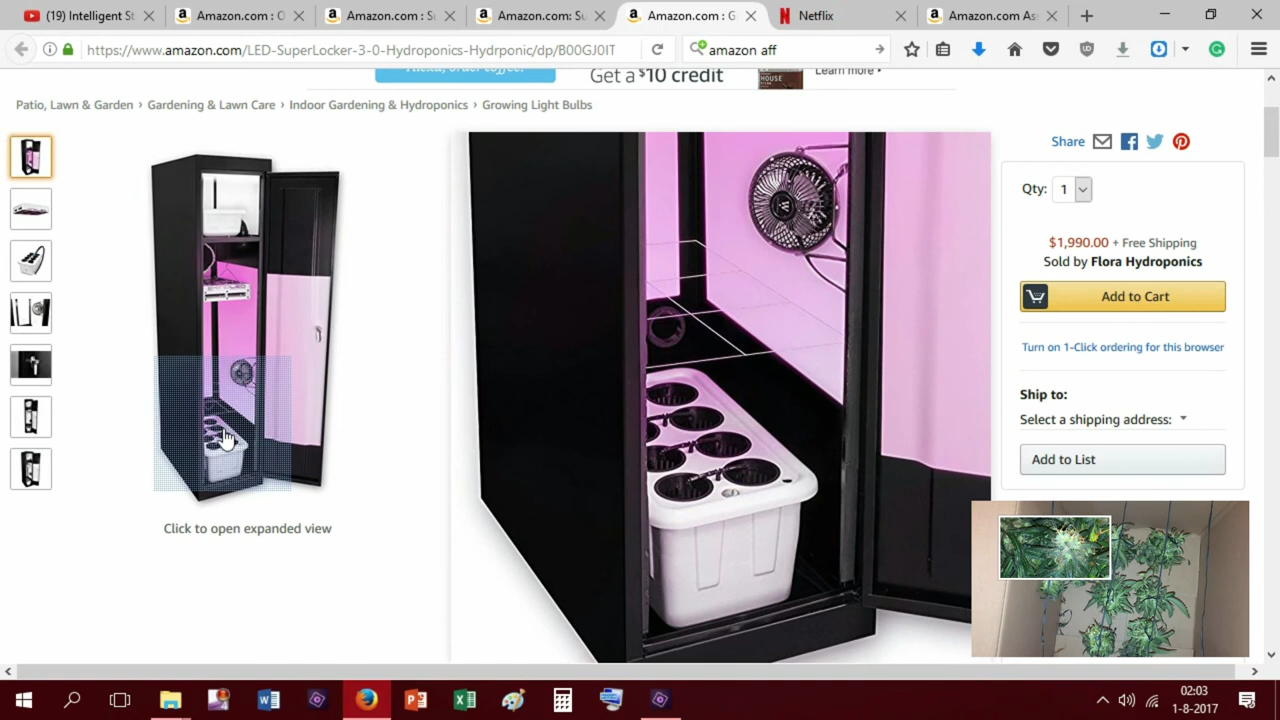 (19) Intelligent St
Amazon.com : O
Amazon.com : Su
Amazon.com: Su
Amazon.com : G
Netflix
Amazon.com Ass
https://www.amazon.com/LED-SuperLocker-3-0-Hydroponics-Hydrponic/dp/B00GJ0IT
amazon aff
Get a $10 credit
HOUSE
Learn more
Patio, Lawn & Garden › Gardening & Lawn Care › Indoor Gardening & Hydroponics › Growing Light Bulbs
Share
Qty: 1
$1,990.00 + Free Shipping
Sold by Flora Hydroponics
Add to Cart
Turn on 1-Click ordering for this browser
Ship to:
Select a shipping address:
Add to List
Click to open expanded view
02:03
1-8-2017